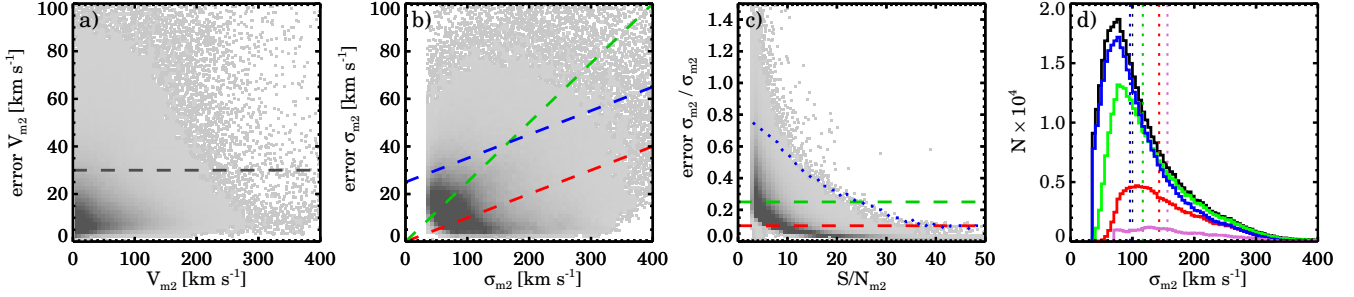 a)
100
80
60
40
20
0
error V_m2 [km s^-1]
0 100 200 300 400
V_m2 [km s^-1]
b)
100
80
60
40
20
0
error σ_m2 [km s^-1]
0 100 200 300 400
σ_m2 [km s^-1]
c)
1.4
1.2
1.0
0.8
0.6
0.4
0.2
0.0
error σ_m2 / σ_m2
0 10 20 30 40 50
S/N_m2
d)
2.0
1.5
1.0
0.5
0
N × 10^4
0 100 200 300 400
σ_m2 [km s^-1]